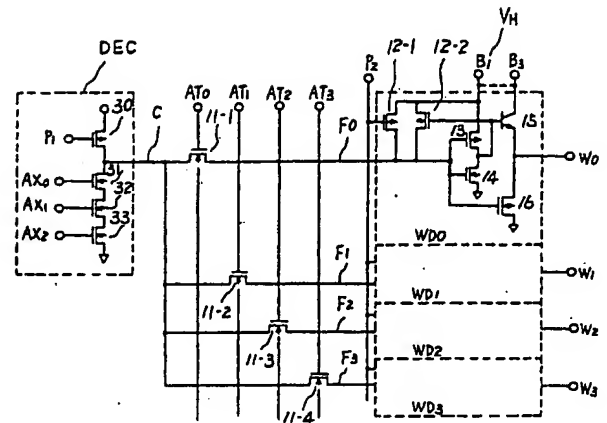 VH
DEC
P2 12-1 12-2 B1 B3
AT0 AT1 AT2 AT3
30
P1
C
11-1
F0
13
15
W0
AX0
31
14
AX1
32
16
AX2
33
WD0
F1
W1
11-2
WD1
F2
W2
11-3
WD2
F3
W3
11-4
WD3